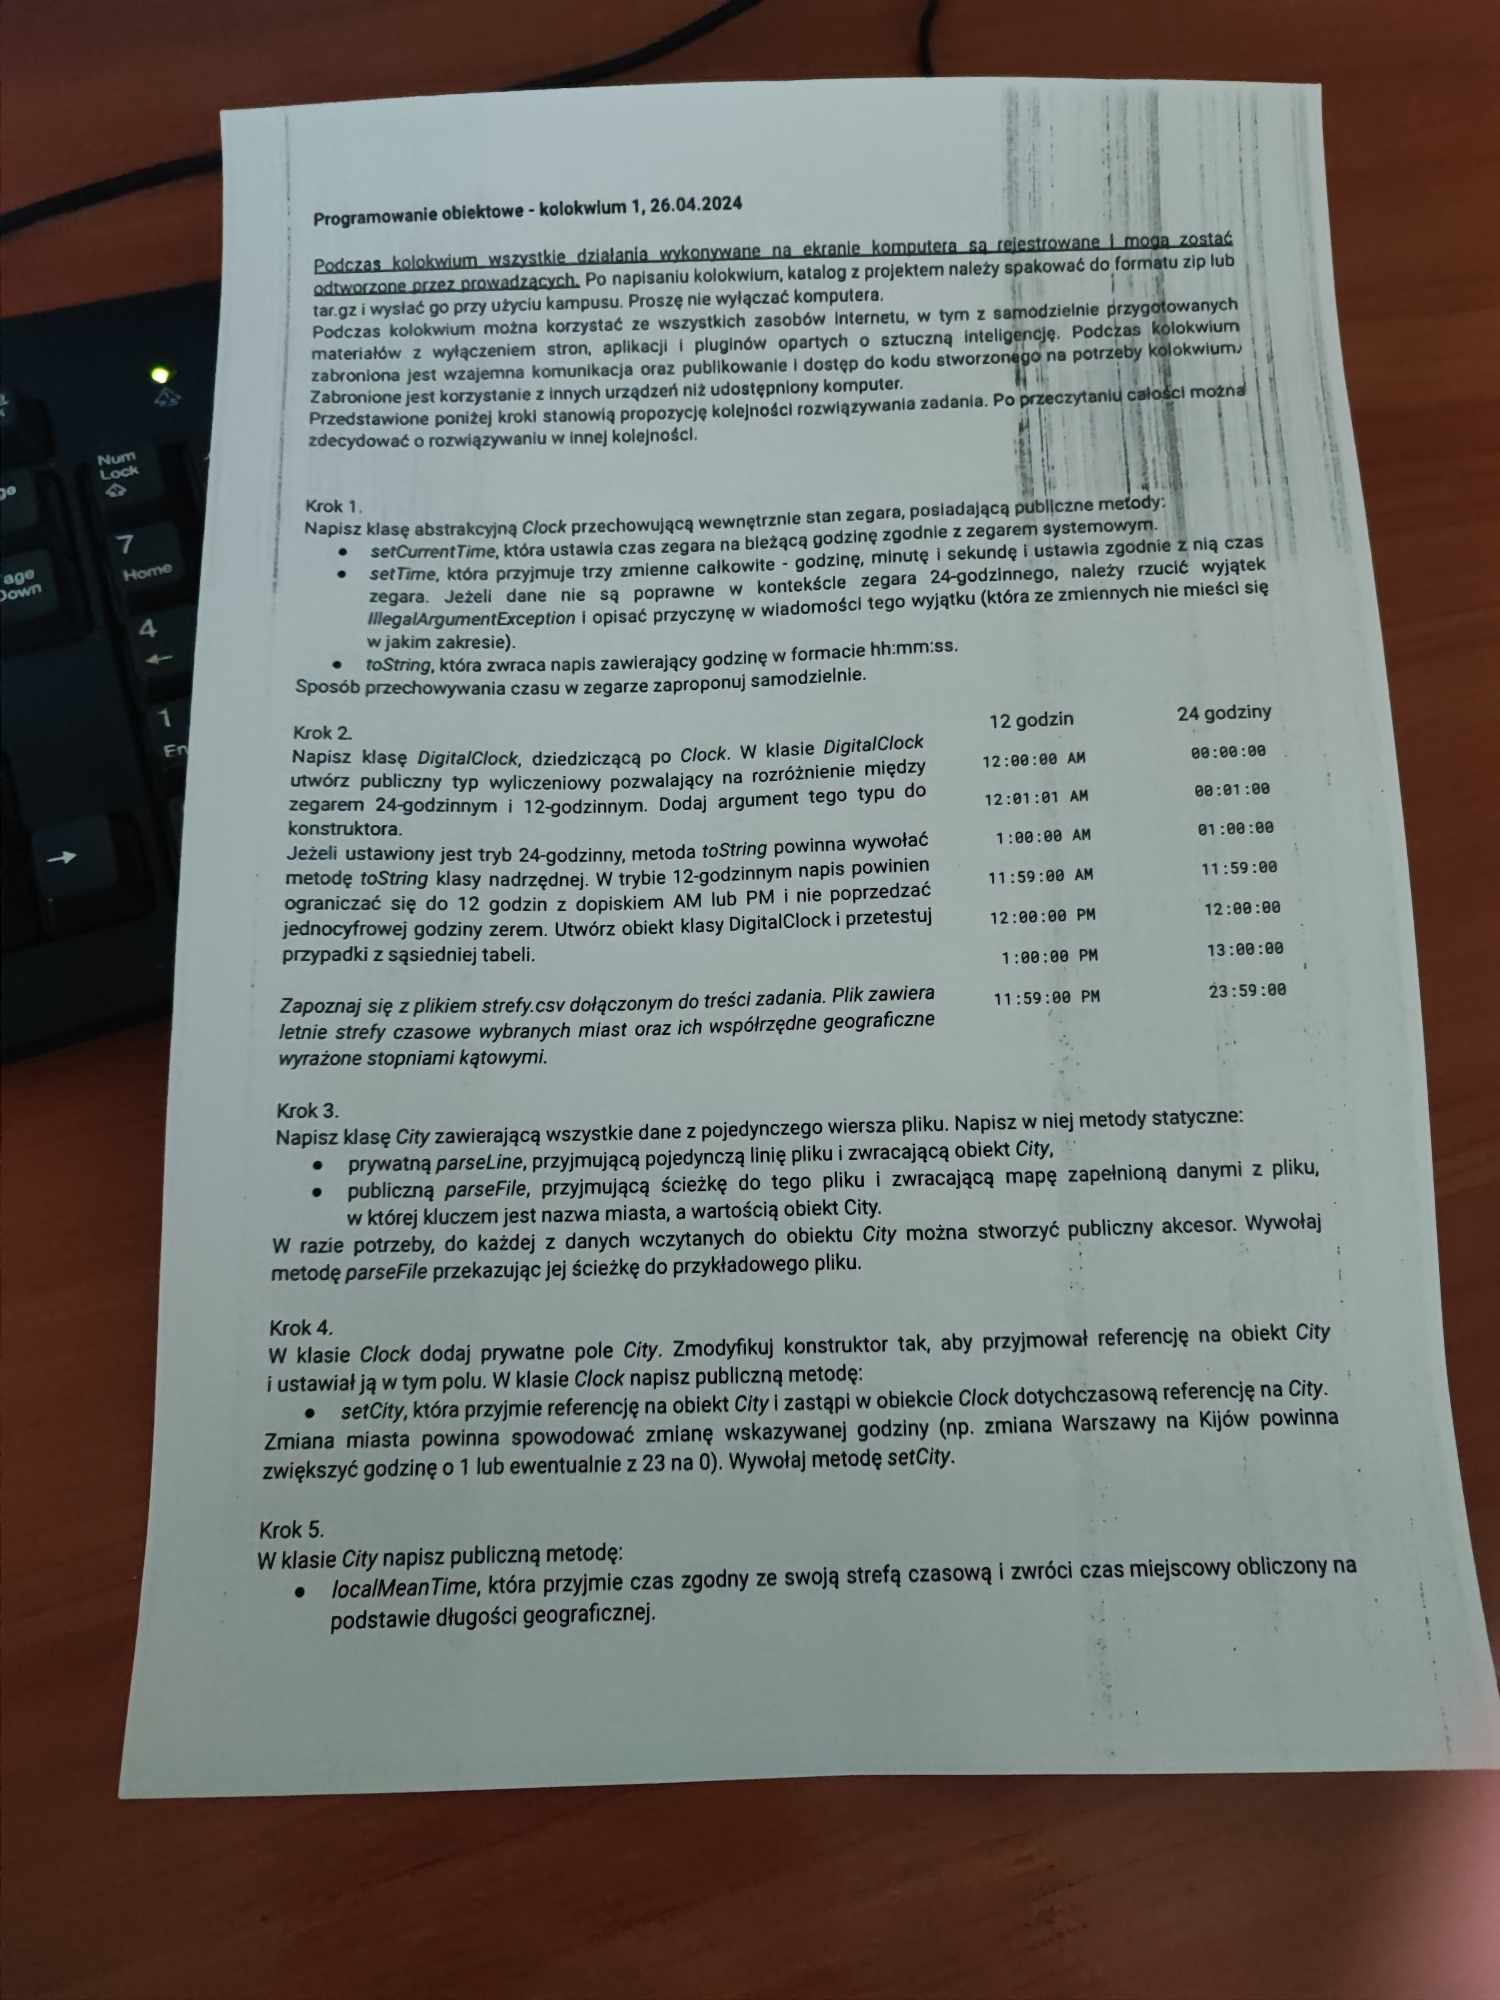 Programowanie obiektowe - kolokwium 1, 26.04.2024
Podczas kolokwium wszystkie działania wykonywane na ekranie komputera są rejestrowane i mogą zostać
odtworzone przez prowadzących. Po napisaniu kolokwium, katalog z projektem należy spakować do formatu zip lub
tar.gz i wysłać go przy użyciu kampusu. Proszę nie wyłączać komputera.
Podczas kolokwium można korzystać ze wszystkich zasobów Internetu, w tym z samodzielnie przygotowanych
materiałów z wyłączeniem stron, aplikacji i pluginów opartych o sztuczną inteligencję. Podczas kolokwium
zabroniona jest wzajemna komunikacja oraz publikowanie i dostęp do kodu stworzonego na potrzeby kolokwium.
Zabronione jest korzystanie z innych urządzeń niż udostępniony komputer.
Przedstawione poniżej kroki stanowią propozycję kolejności rozwiązywania zadania. Po przeczytaniu całości można
zdecydować o rozwiązywaniu w innej kolejności.
Krok 1.
Napisz klasę abstrakcyjną Clock przechowującą wewnętrznie stan zegara, posiadającą publiczne metody:
• setCurrentTime, która ustawia czas zegara na bieżącą godzinę zgodnie z zegarem systemowym.
• setTime, która przyjmuje trzy zmienne całkowite - godzinę, minutę i sekundę i ustawia zgodnie z nią czas
zegara. Jeżeli dane nie są poprawne w kontekście zegara 24-godzinnego, należy rzucić wyjątek
IllegalArgumentException i opisać przyczynę w wiadomości tego wyjątku (która ze zmiennych nie mieści się
w jakim zakresie).
• toString, która zwraca napis zawierający godzinę w formacie hh:mm:ss.
Sposób przechowywania czasu w zegarze zaproponuj samodzielnie.
Krok 2.
Napisz klasę DigitalClock, dziedziczącą po Clock. W klasie DigitalClock
utwórz publiczny typ wyliczeniowy pozwalający na rozróżnienie między
zegarem 24-godzinnym i 12-godzinnym. Dodaj argument tego typu do
konstruktora.
Jeżeli ustawiony jest tryb 24-godzinny, metoda toString powinna wywołać
metodę toString klasy nadrzędnej. W trybie 12-godzinnym napis powinien
ograniczać się do 12 godzin z dopiskiem AM lub PM i nie poprzedzać
jednocyfrowej godziny zerem. Utwórz obiekt klasy DigitalClock i przetestuj
przypadki z sąsiedniej tabeli.
12 godzin 24 godziny
12:00:00 AM 00:00:00
12:01:01 AM 00:01:00
1:00:00 AM 01:00:00
11:59:00 AM 11:59:00
12:00:00 PM 12:00:00
1:00:00 PM 13:00:00
11:59:00 PM 23:59:00
Zapoznaj się z plikiem strefy.csv dołączonym do treści zadania. Plik zawiera
letnie strefy czasowe wybranych miast oraz ich współrzędne geograficzne
wyrażone stopniami kątowymi.
Krok 3.
Napisz klasę City zawierającą wszystkie dane z pojedynczego wiersza pliku. Napisz w niej metody statyczne:
• prywatną parseLine, przyjmującą pojedynczą linię pliku i zwracającą obiekt City,
• publiczną parseFile, przyjmującą ścieżkę do tego pliku i zwracającą mapę zapełnioną danymi z pliku,
w której kluczem jest nazwa miasta, a wartością obiekt City.
W razie potrzeby, do każdej z danych wczytanych do obiektu City można stworzyć publiczny akcesor. Wywołaj
metodę parseFile przekazując jej ścieżkę do przykładowego pliku.
Krok 4.
W klasie Clock dodaj prywatne pole City. Zmodyfikuj konstruktor tak, aby przyjmował referencję na obiekt City
i ustawiał ją w tym polu. W klasie Clock napisz publiczną metodę:
• setCity, która przyjmie referencję na obiekt City i zastąpi w obiekcie Clock dotychczasową referencję na City.
Zmiana miasta powinna spowodować zmianę wskazywanej godziny (np. zmiana Warszawy na Kijów powinna
zwiększyć godzinę o 1 lub ewentualnie z 23 na 0). Wywołaj metodę setCity.
Krok 5.
W klasie City napisz publiczną metodę:
• localMeanTime, która przyjmie czas zgodny ze swoją strefą czasową i zwróci czas miejscowy obliczony na
podstawie długości geograficznej.
Num
Lock
7
Home
4
←
1
En
age
Down
→